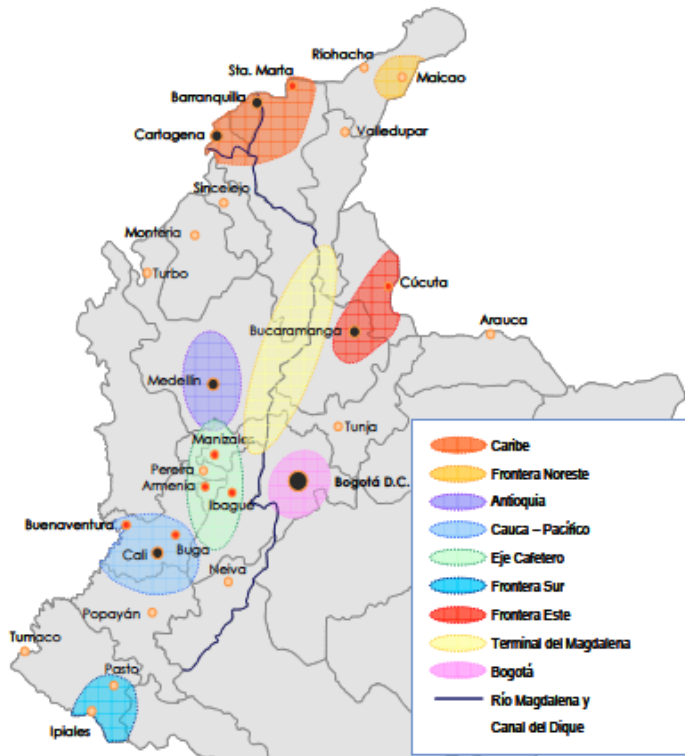 Riohacha
Sta. Marta
Maicao
Barranquilla
Cartagena
Valledupar
Sincelejo
Montería
Turbo
Cúcuta
Bucaramanga
Arauca
Medellín
Tunja
Manizales
Pereira
Armenia
Ibagué
Bogotá D.C.
Buenaventura
Buga
Cali
Neiva
Popayán
Tumaco
Pasto
Ipiales
Caribe
Frontera Noreste
Antioquia
Cauca – Pacífico
Eje Cafetero
Frontera Sur
Frontera Este
Terminal del Magdalena
Bogotá
Río Magdalena y
Canal del Dique